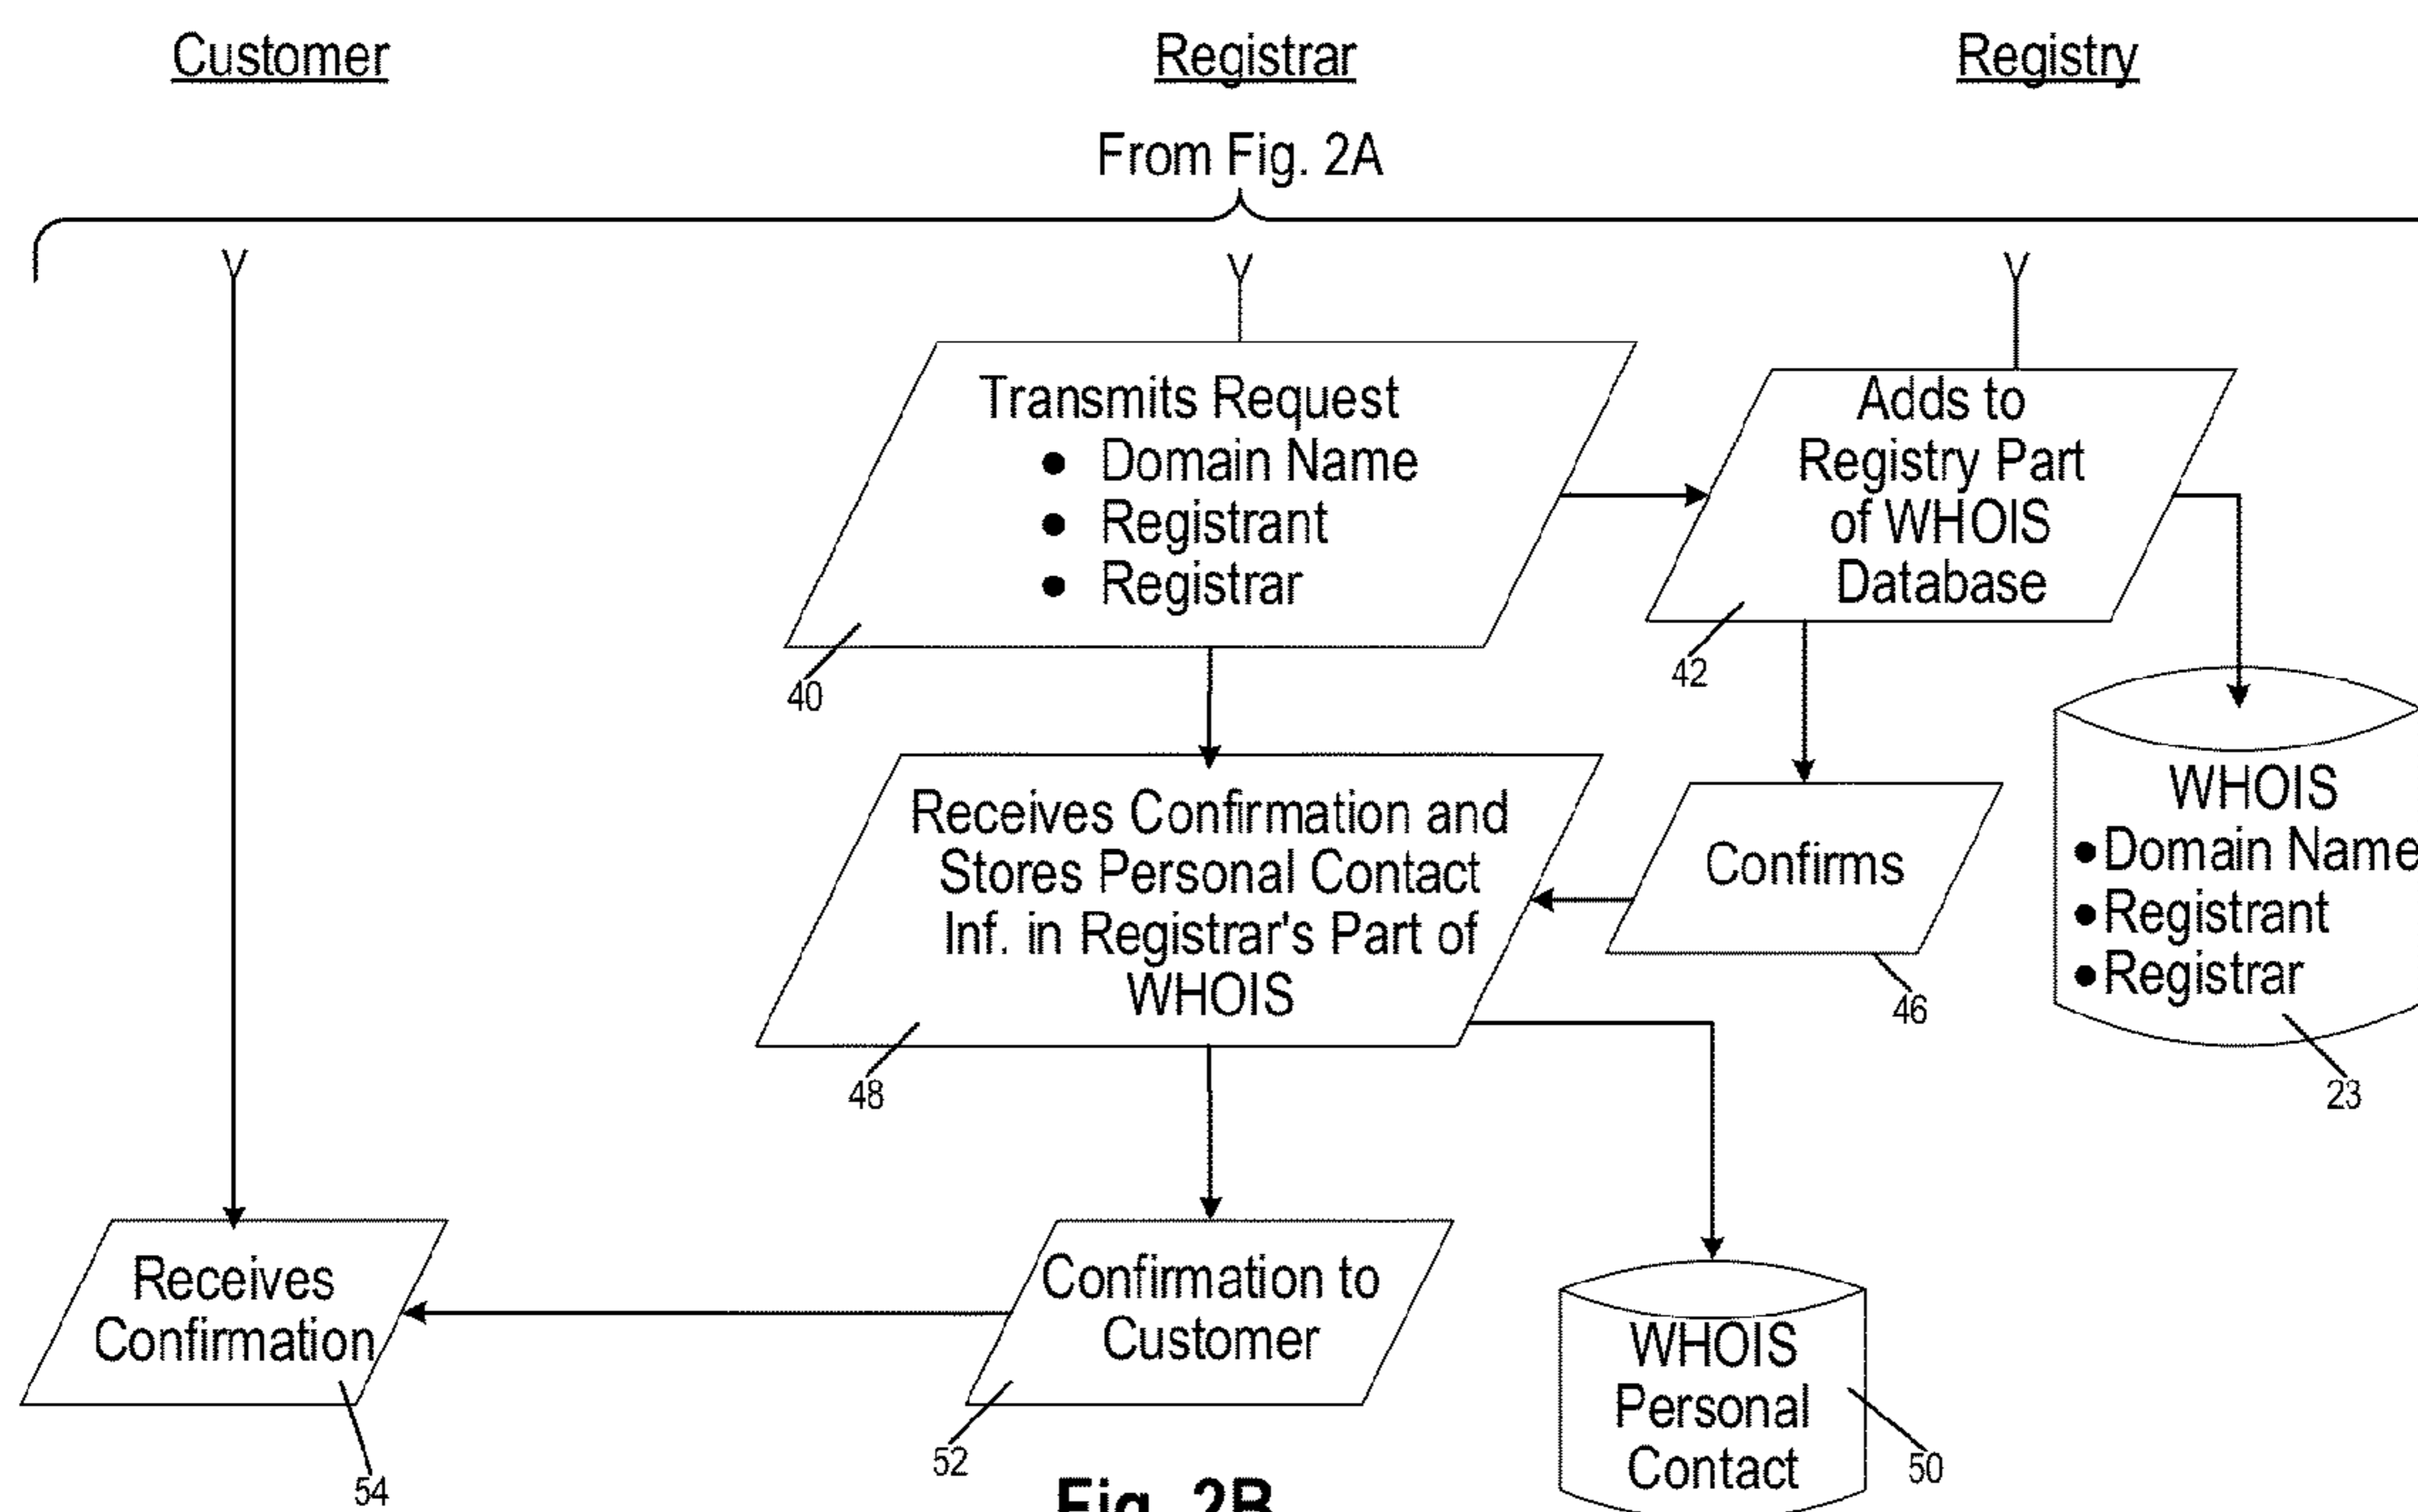 Customer
Registrar
Registry
From Fig. 2A
Transmits Request
● Domain Name
● Registrant
● Registrar
40
Adds to
Registry Part
of WHOIS
Database
42
Receives Confirmation and
Stores Personal Contact
Inf. in Registrar's Part of
WHOIS
48
Confirms
46
WHOIS
●Domain Name
●Registrant
●Registrar
23
Receives
Confirmation
54
Confirmation to
Customer
52
WHOIS
Personal
Contact
50
Fig. 2B